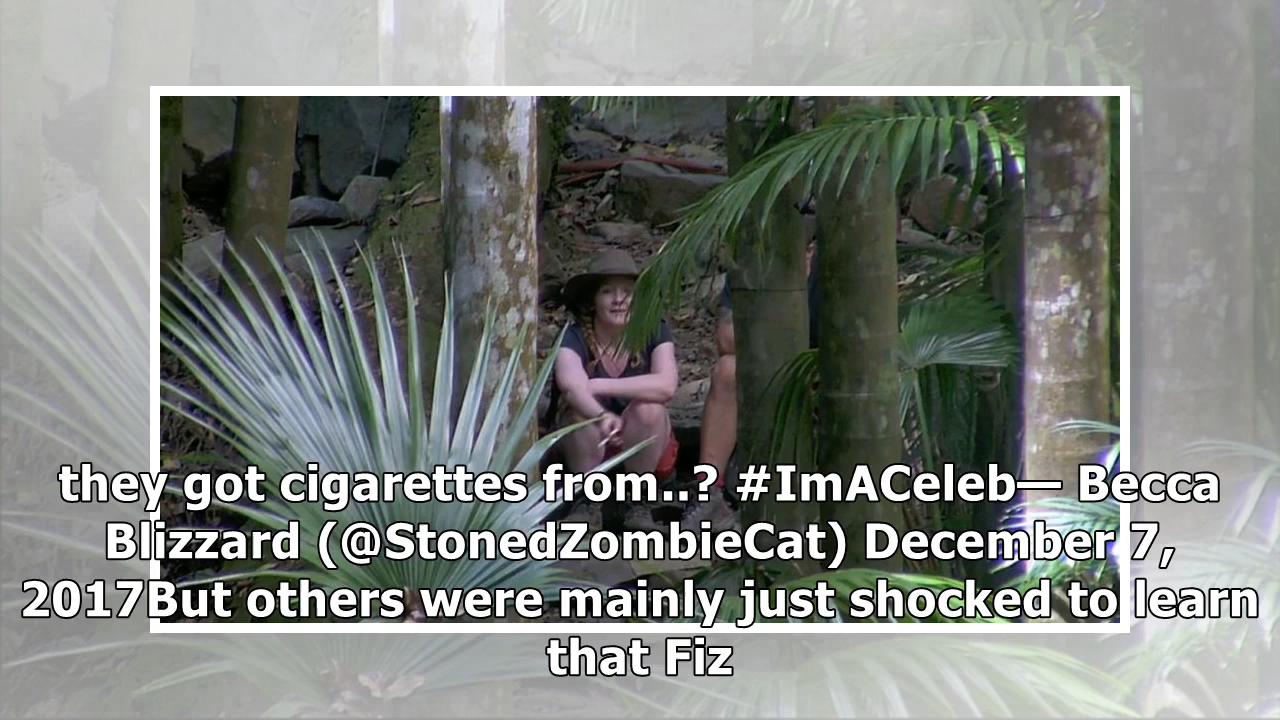 they got cigarettes from..? #ImACeleb— Becca
Blizzard (@StonedZombieCat) December 7,
2017But others were mainly just shocked to learn
that Fiz